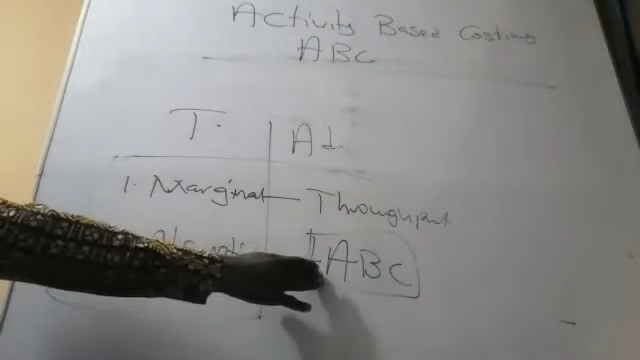 Activity Based Costing
ABC
T. Ad.
1. Marginal Throughput
ABC